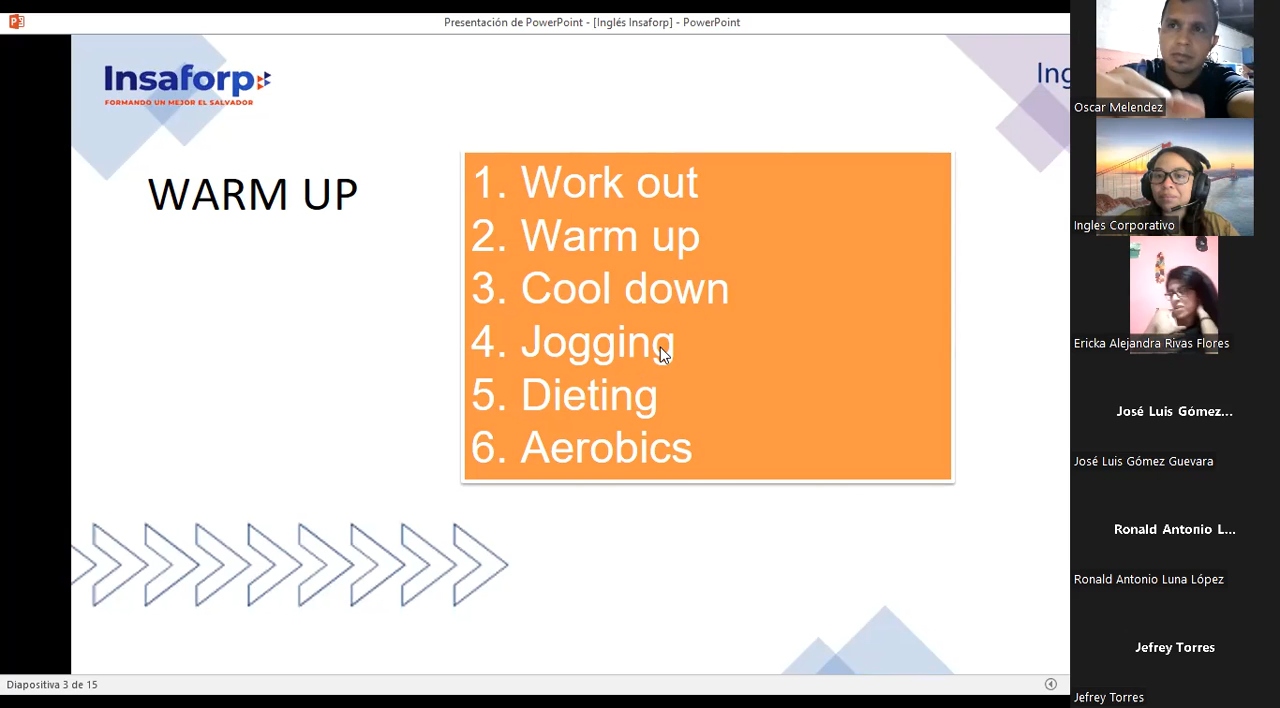 Presentación de PowerPoint - [Inglés Insaforp] - PowerPoint
Insaforp
FORMANDO UN MEJOR EL SALVADOR
Ing
WARM UP
1. Work out
2. Warm up
3. Cool down
4. Jogging
5. Dieting
6. Aerobics
Diapositiva 3 de 15
Oscar Melendez
Ingles Corporativo
Ericka Alejandra Rivas Flores
José Luis Gómez...
José Luis Gómez Guevara
Ronald Antonio L...
Ronald Antonio Luna López
Jefrey Torres
Jefrey Torres